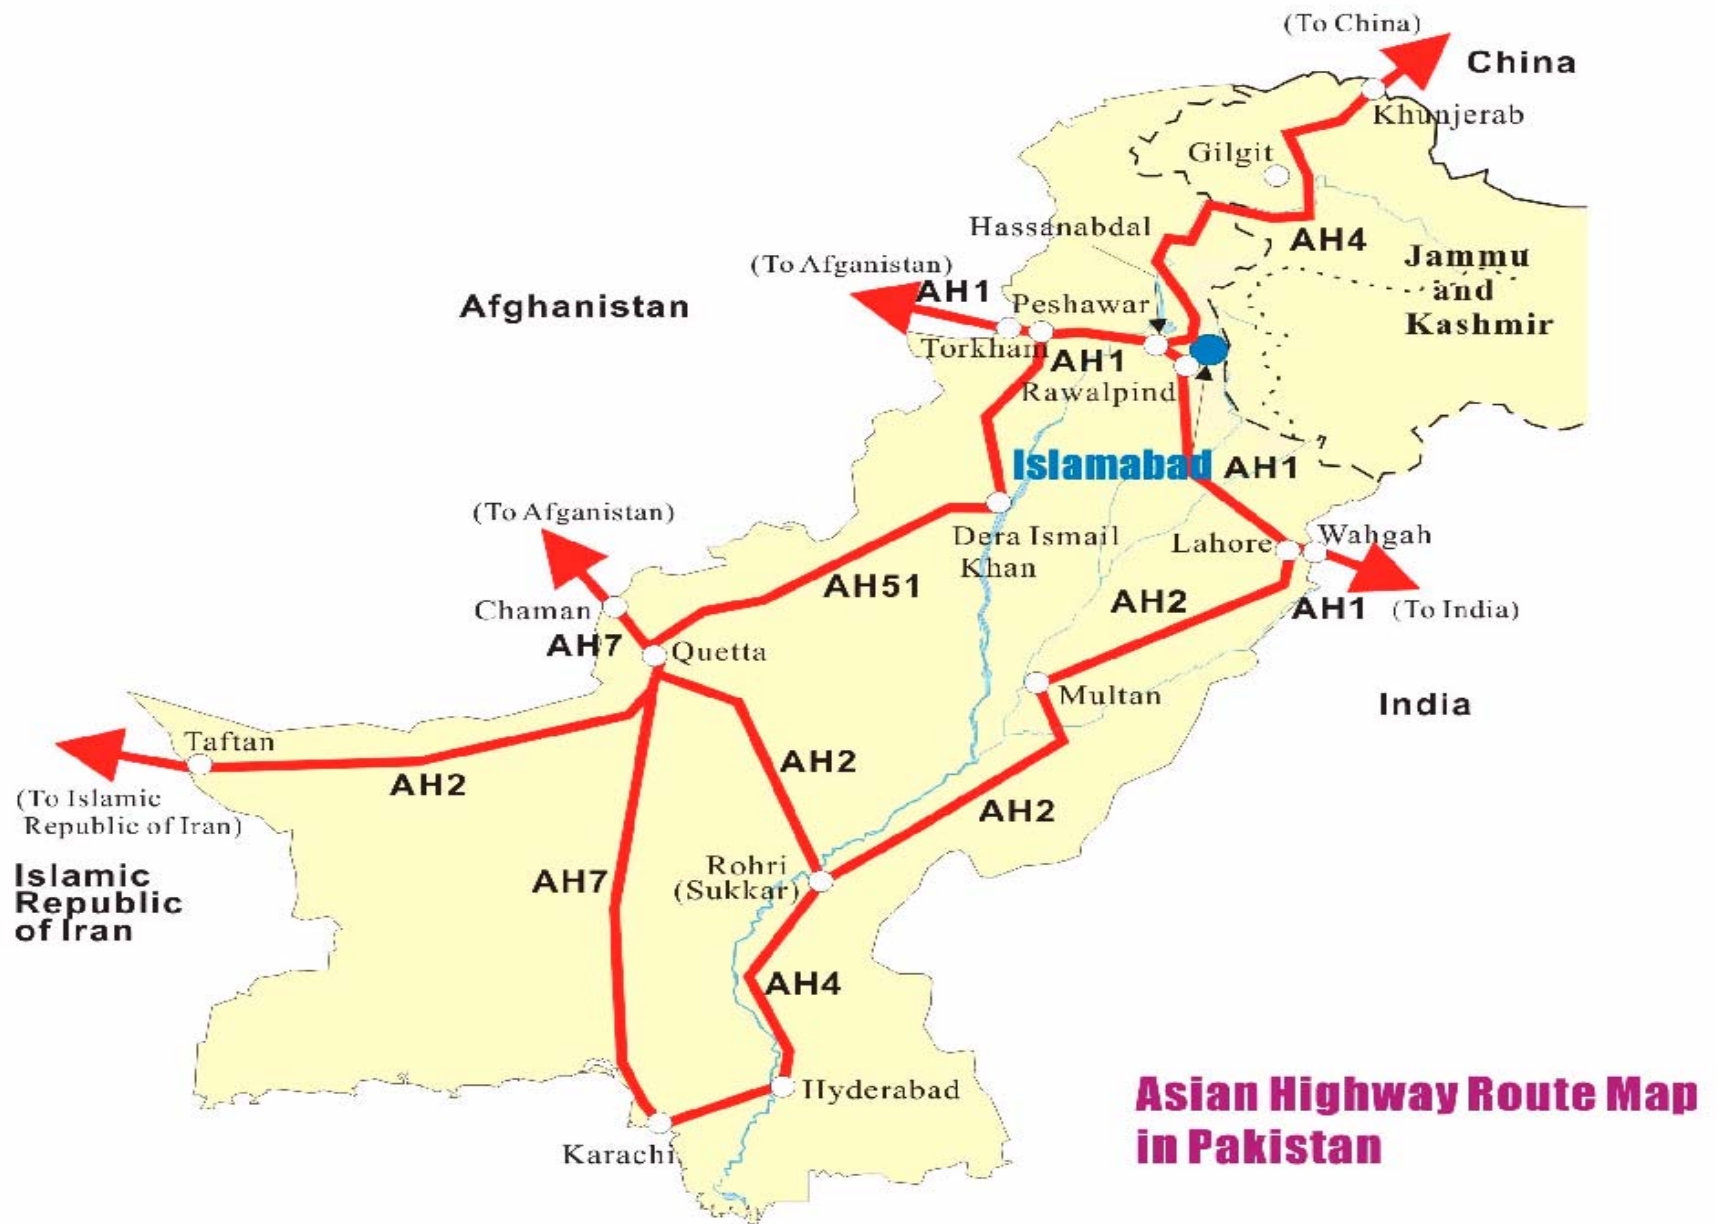 (To China)
China
Khunjerab
Gilgit
Hassanabdal
AH4
Jammu
and
Kashmir
(To Afganistan)
AH1
Afghanistan
Peshawar
Torkham
AH1
Rawalpind
Islamabad
AH1
(To Afganistan)
Dera Ismail
Khan
Lahore
Wahgah
AH51
AH2
AH1
(To India)
Chaman
AH7
Quetta
Multan
India
Taftan
AH2
AH2
(To Islamic
Republic of Iran)
AH2
Rohri
(Sukkar)
Islamic
Republic
of Iran
AH7
AH4
Hyderabad
Karachi
Asian Highway Route Map
in Pakistan